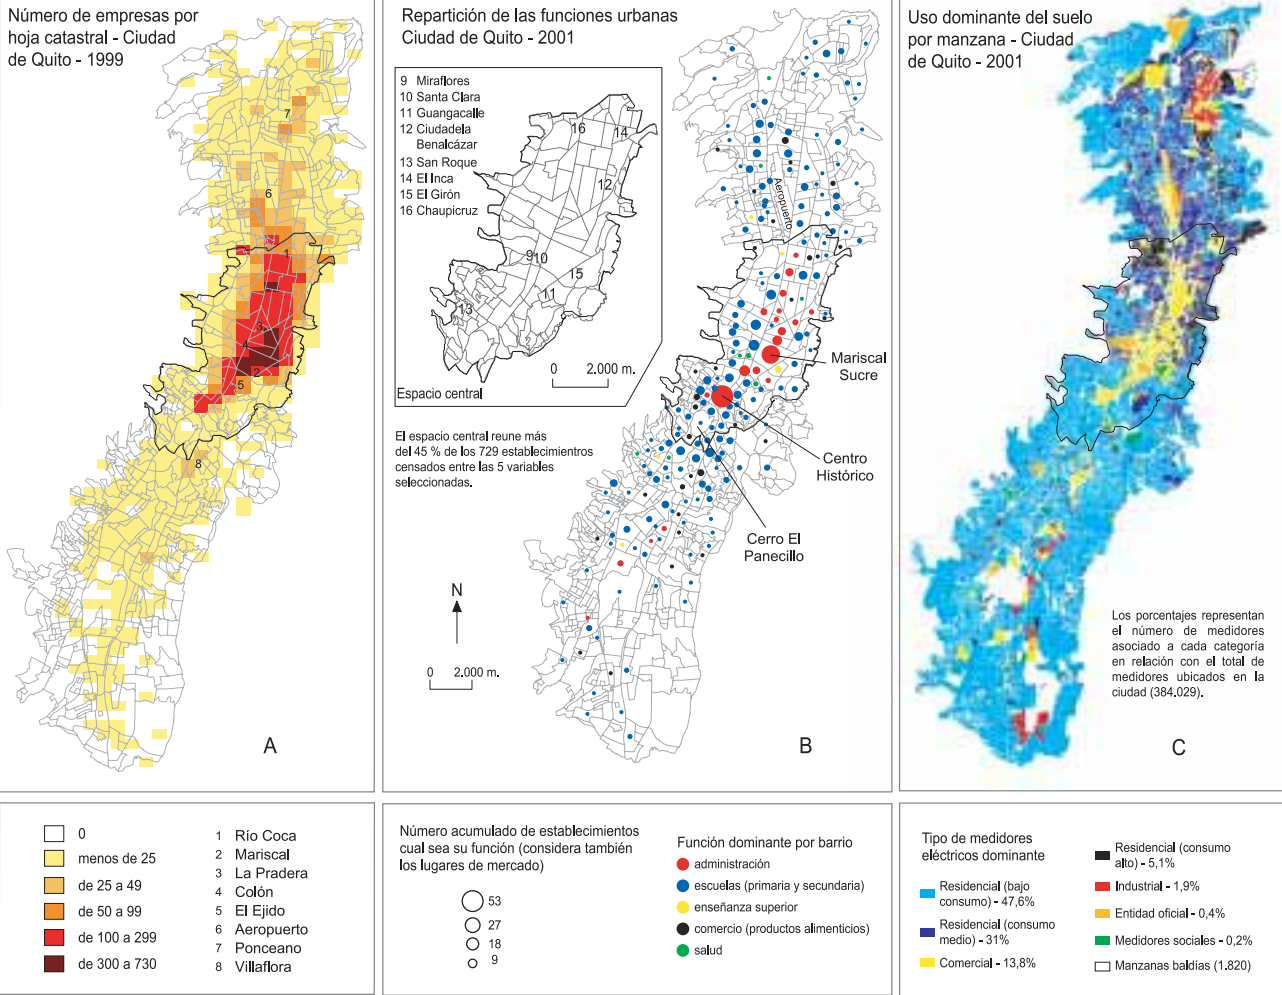 Número de empresas por
hoja catastral - Ciudad
de Quito - 1999
7
6
1
3
4
2
5
8
A
Repartición de las funciones urbanas
Ciudad de Quito - 2001
9 Miraflores
10 Santa Clara
11 Guangacalle
12 Ciudadela
Benalcázar
13 San Roque
14 El Inca
15 El Girón
16 Chaupicruz
16
14
12
9
10
15
11
13
0 2.000 m.
Espacio central
El espacio central reune más
del 45 % de los 729 establecimientros
censados entre las 5 variables
seleccionadas.
Aeropuerto
Mariscal
Sucre
Centro
Histórico
Cerro El
Panecillo
N
0 2.000 m.
B
Uso dominante del suelo
por manzana - Ciudad
de Quito - 2001
Los porcentajes representan
el número de medidores
asociado a cada categoría
en relación con el total de
medidores ubicados en la
ciudad (384.029).
C
0
menos de 25
de 25 a 49
de 50 a 99
de 100 a 299
de 300 a 730
1 Río Coca
2 Mariscal
3 La Pradera
4 Colón
5 El Ejido
6 Aeropuerto
7 Ponceano
8 Villaflora
Número acumulado de establecimientos
cual sea su función (considera también
los lugares de mercado)
53
27
18
9
Función dominante por barrio
administración
escuelas (primaria y secundaria)
enseñanza superior
comercio (productos alimenticios)
salud
Tipo de medidores
eléctricos dominante
Residencial (bajo
consumo) - 47,6%
Residencial (consumo
medio) - 31%
Comercial - 13,8%
Residencial (consumo
alto) - 5,1%
Industrial - 1,9%
Entidad oficial - 0,4%
Medidores sociales - 0,2%
Manzanas baldías (1.820)